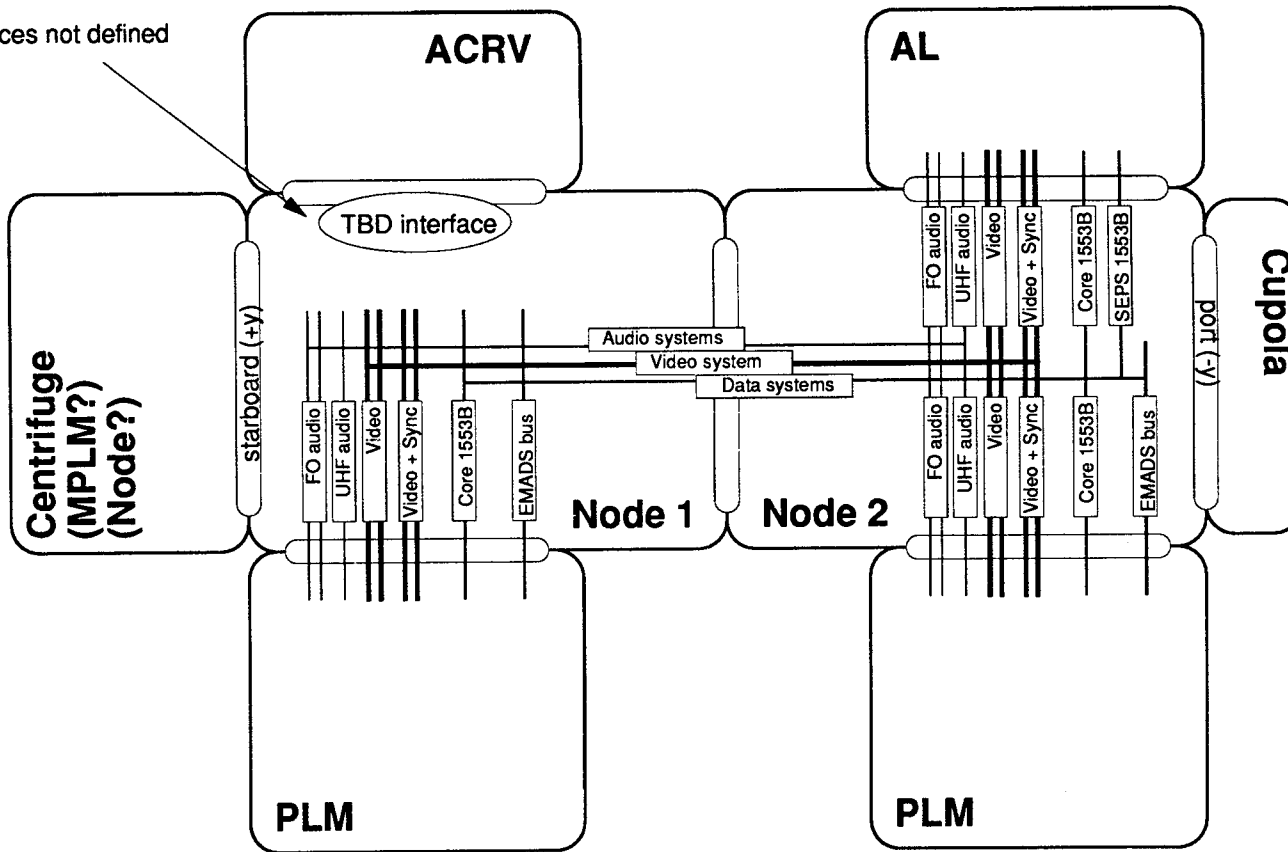 ces not defined
ACRV
AL
TBD interface
FO audio
UHF audio
Video
Video + Sync
Core 1553B
SEPS 1553B
Centrifuge
(MPLM?)
(Node?)
starboard (+y)
port (-y)
Cupola
Audio systems
Video system
Data systems
FO audio
UHF audio
Video
Video + Sync
Core 1553B
EMADS bus
Node 1
Node 2
FO audio
UHF audio
Video
Video + Sync
Core 1553B
EMADS bus
PLM
PLM